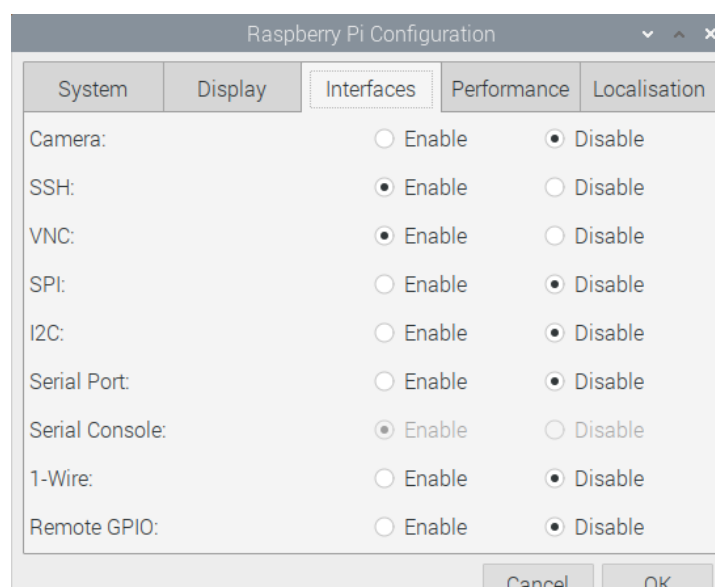 Raspberry Pi Configuration
System Display Interfaces Performance Localisation
Camera: Enable Disable
SSH: Enable Disable
VNC: Enable Disable
SPI: Enable Disable
I2C: Enable Disable
Serial Port: Enable Disable
Serial Console: Enable Disable
1-Wire: Enable Disable
Remote GPIO: Enable Disable
Cancel OK